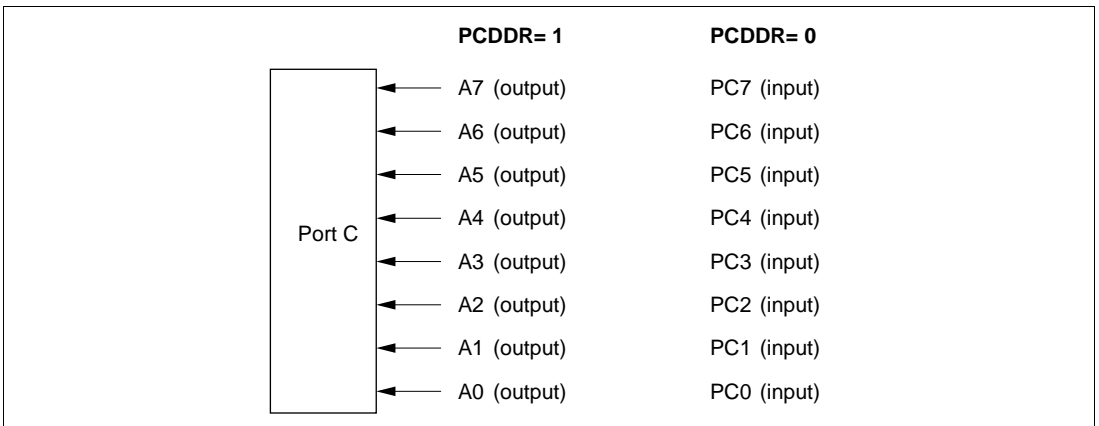 PCDDR= 1 PCDDR= 0
A7 (output) PC7 (input)
A6 (output) PC6 (input)
A5 (output) PC5 (input)
A4 (output) PC4 (input)
Port C
A3 (output) PC3 (input)
A2 (output) PC2 (input)
A1 (output) PC1 (input)
A0 (output) PC0 (input)